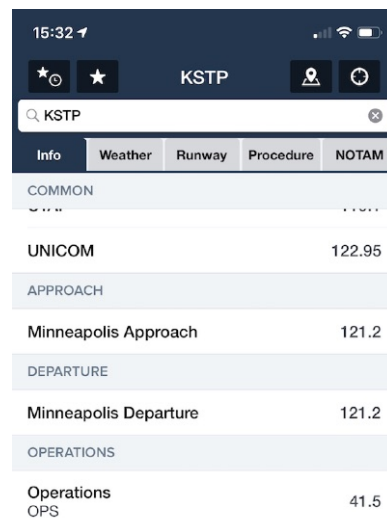 15:32
KSTP
KSTP
Info Weather Runway Procedure NOTAM
COMMON
UNICOM 122.95
APPROACH
Minneapolis Approach 121.2
DEPARTURE
Minneapolis Departure 121.2
OPERATIONS
Operations 41.5
OPS